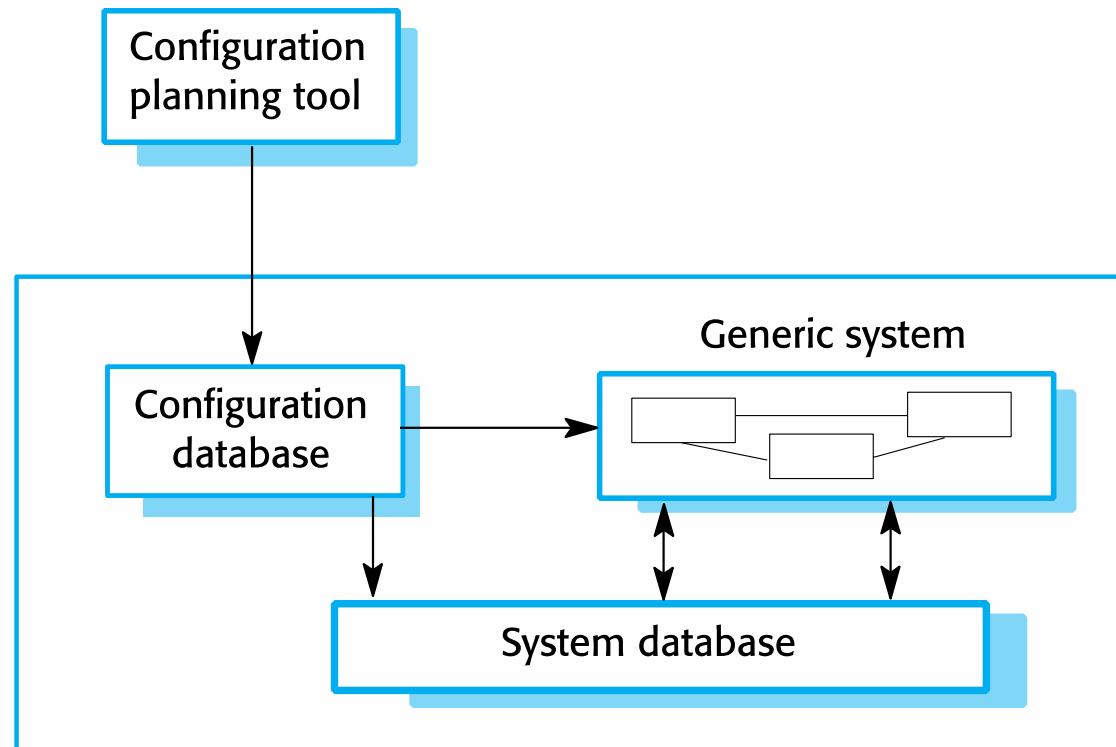 Configuration
planning tool
Generic system
Configuration
database
System database